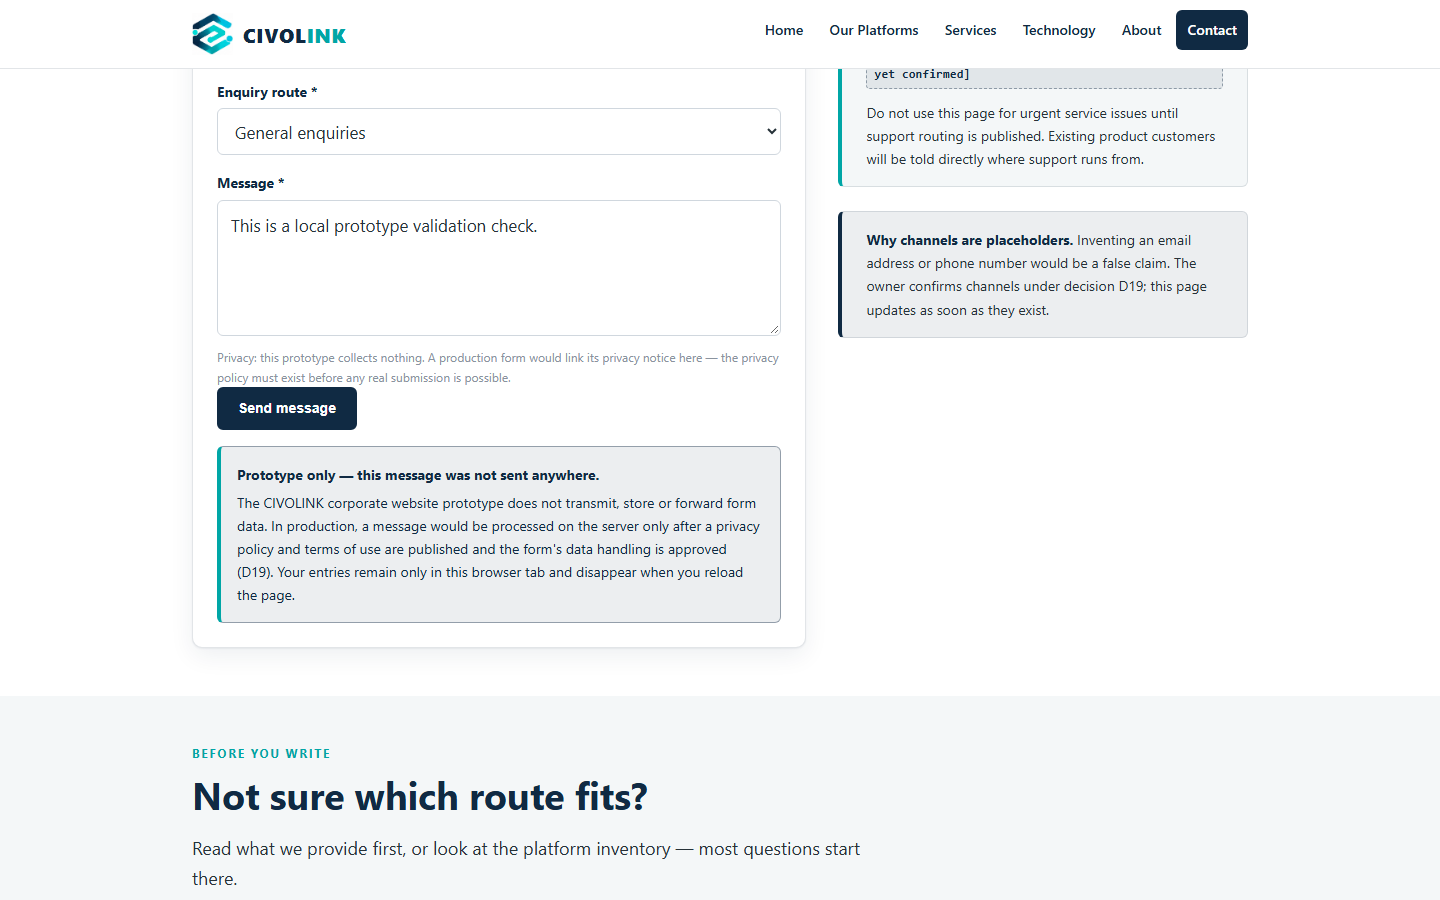 CIVOLINK
Home
Our Platforms
Services
Technology
About
Contact
Enquiry route *
General enquiries
Message *
This is a local prototype validation check.
Privacy: this prototype collects nothing. A production form would link its privacy notice here — the privacy
policy must exist before any real submission is possible.
Send message
Prototype only — this message was not sent anywhere.
The CIVOLINK corporate website prototype does not transmit, store or forward form
data. In production, a message would be processed on the server only after a privacy
policy and terms of use are published and the form's data handling is approved
(D19). Your entries remain only in this browser tab and disappear when you reload
the page.
yet confirmed]
Do not use this page for urgent service issues until
support routing is published. Existing product customers
will be told directly where support runs from.
Why channels are placeholders. Inventing an email
address or phone number would be a false claim. The
owner confirms channels under decision D19; this page
updates as soon as they exist.
BEFORE YOU WRITE
Not sure which route fits?
Read what we provide first, or look at the platform inventory — most questions start
there.